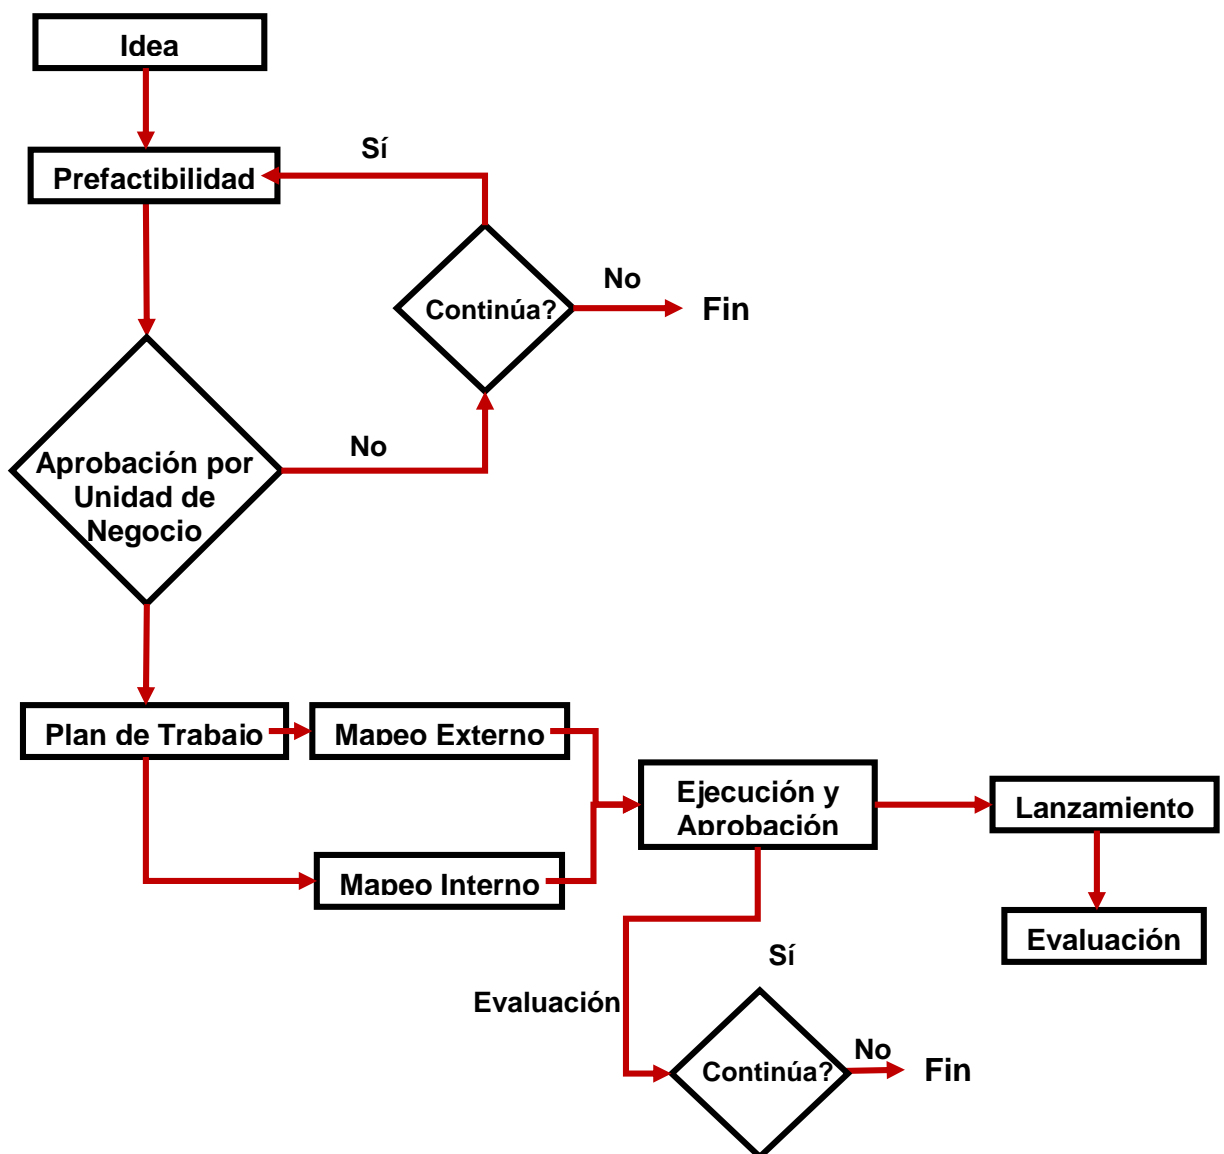 Idea
Sí
Prefactibilidad
No
Continúa?
Fin
No
Aprobación por
Unidad de
Negocio
Plan de Trabajo
Mapeo Externo
Ejecución y
Aprobación
Lanzamiento
Mapeo Interno
Evaluación
Sí
Evaluación
No
Continúa?
Fin